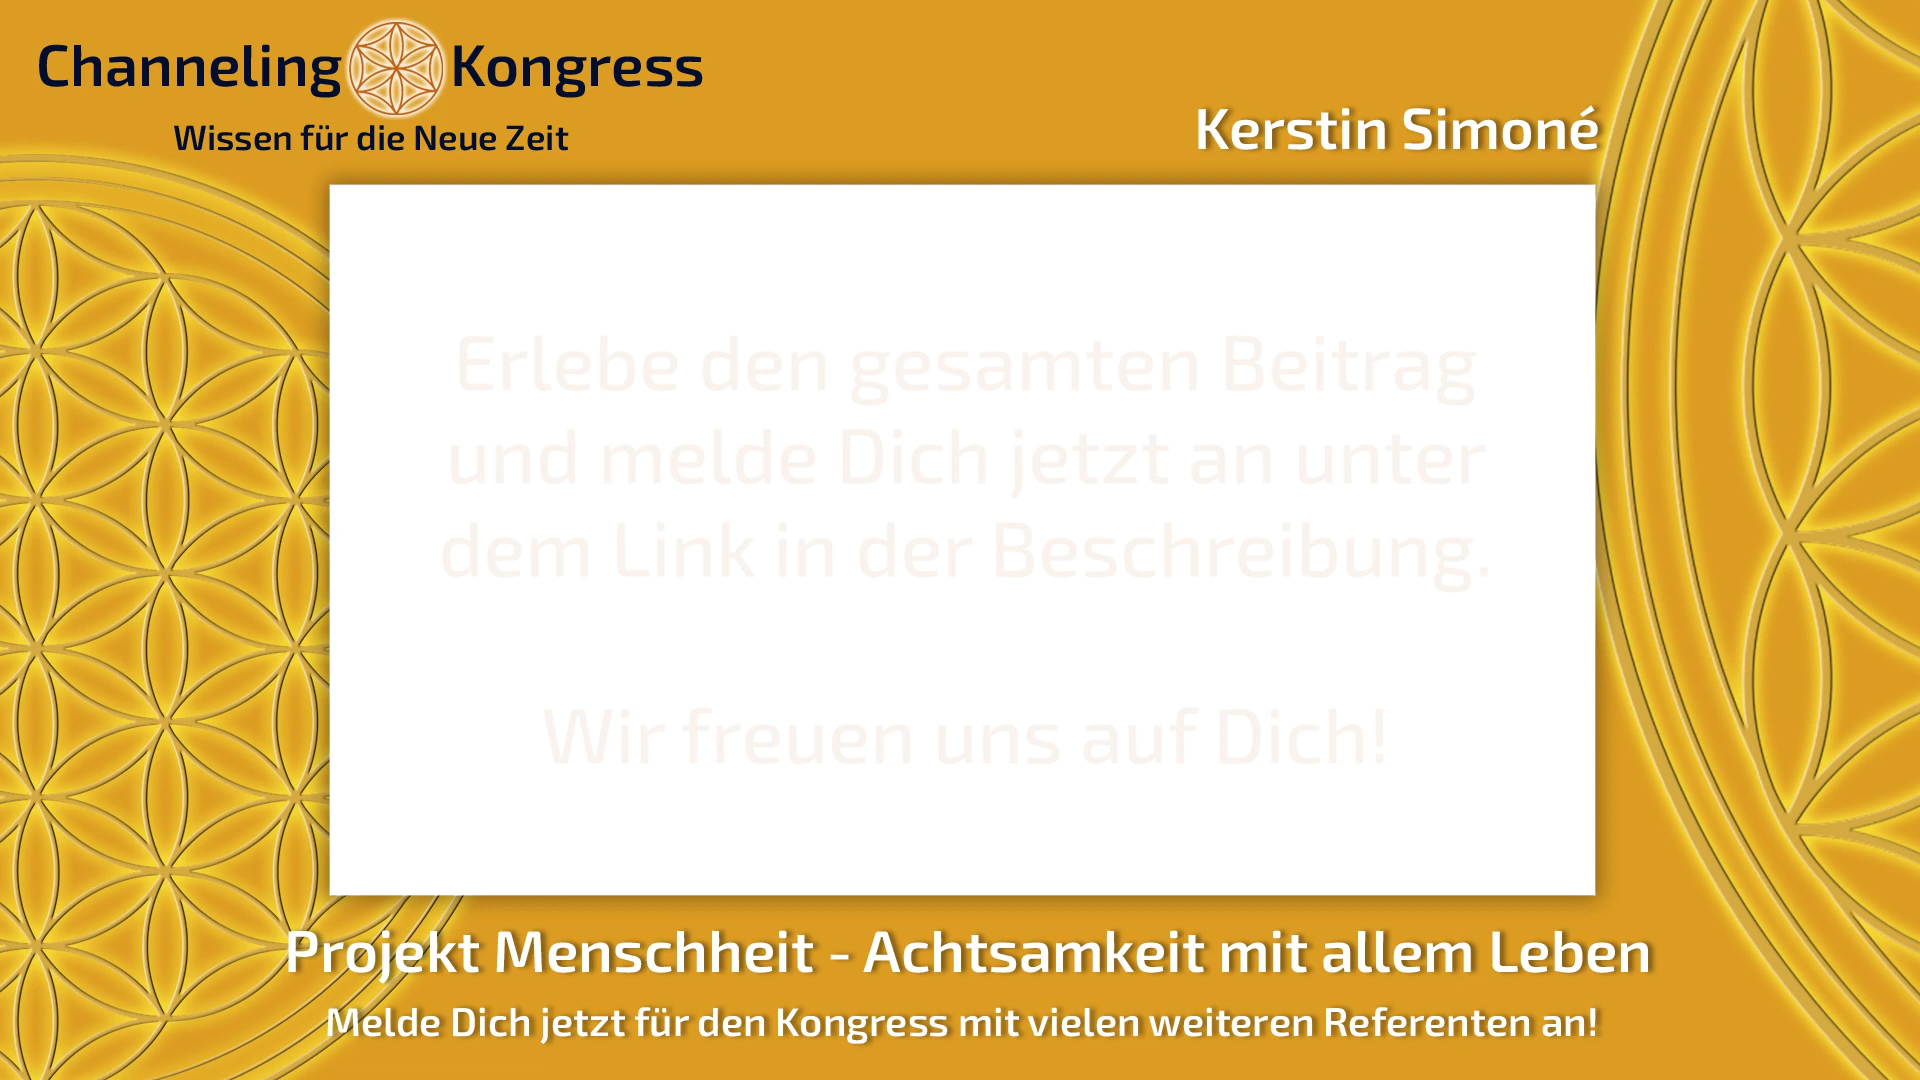 Channeling Kongress
Wissen für die Neue Zeit
Kerstin Simoné
Erlebe den gesamten Beitrag
und melde Dich jetzt an unter
dem Link in der Beschreibung.
Wir freuen uns auf Dich!
Projekt Menschheit - Achtsamkeit mit allem Leben
Melde Dich jetzt für den Kongress mit vielen weiteren Referenten an!